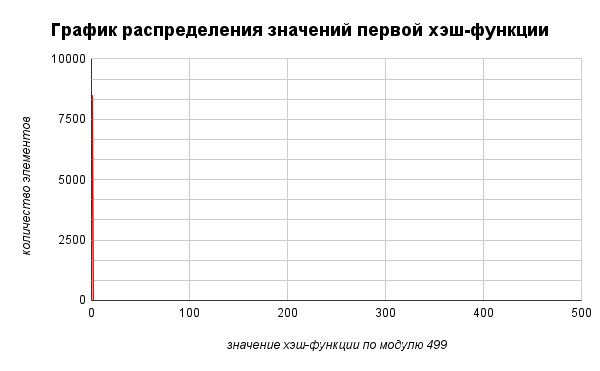 График распределения значений первой хэш-функции
10000
7500
5000
2500
0
количество элементов
0 100 200 300 400 500
значение хэш-функции по модулю 499